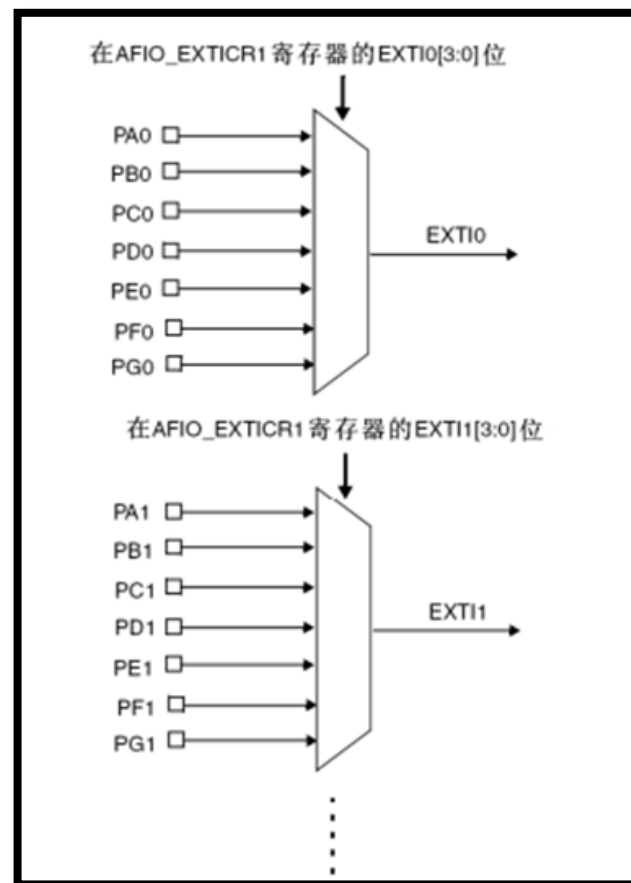 在AFIO_EXTICR1寄存器的EXTI0[3:0]位
PA0
PB0
PC0
PD0
EXTI0
PE0
PF0
PG0
在AFIO_EXTICR1寄存器的EXTI1[3:0]位
PA1
PB1
PC1
PD1
EXTI1
PE1
PF1
PG1